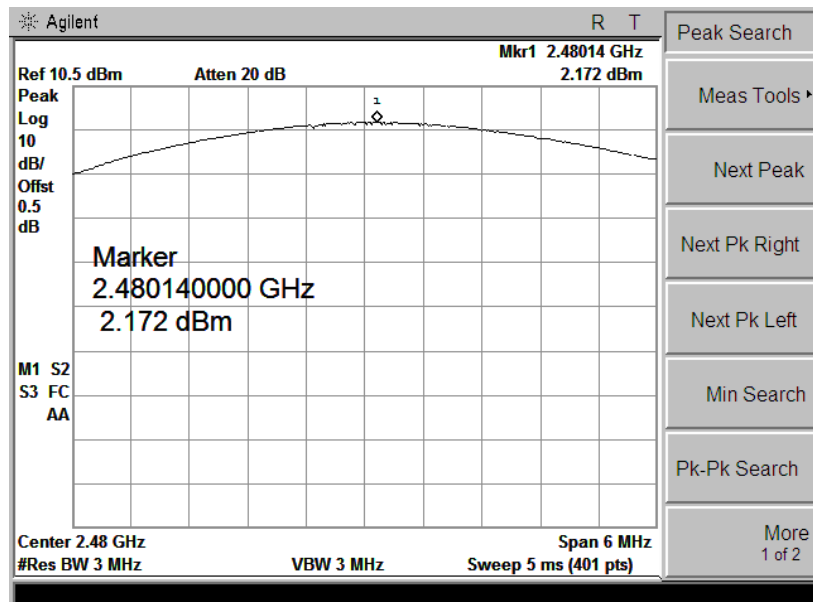 Agilent R T
Mkr1 2.48014 GHz
Ref 10.5 dBm Atten 20 dB 2.172 dBm
Peak
Log
10
dB/
Offst
0.5
dB
1
Marker
2.480140000 GHz
2.172 dBm
M1 S2
S3 FC
AA
Center 2.48 GHz Span 6 MHz
#Res BW 3 MHz VBW 3 MHz Sweep 5 ms (401 pts)
Peak Search
Meas Tools
Next Peak
Next Pk Right
Next Pk Left
Min Search
Pk-Pk Search
More
1 of 2